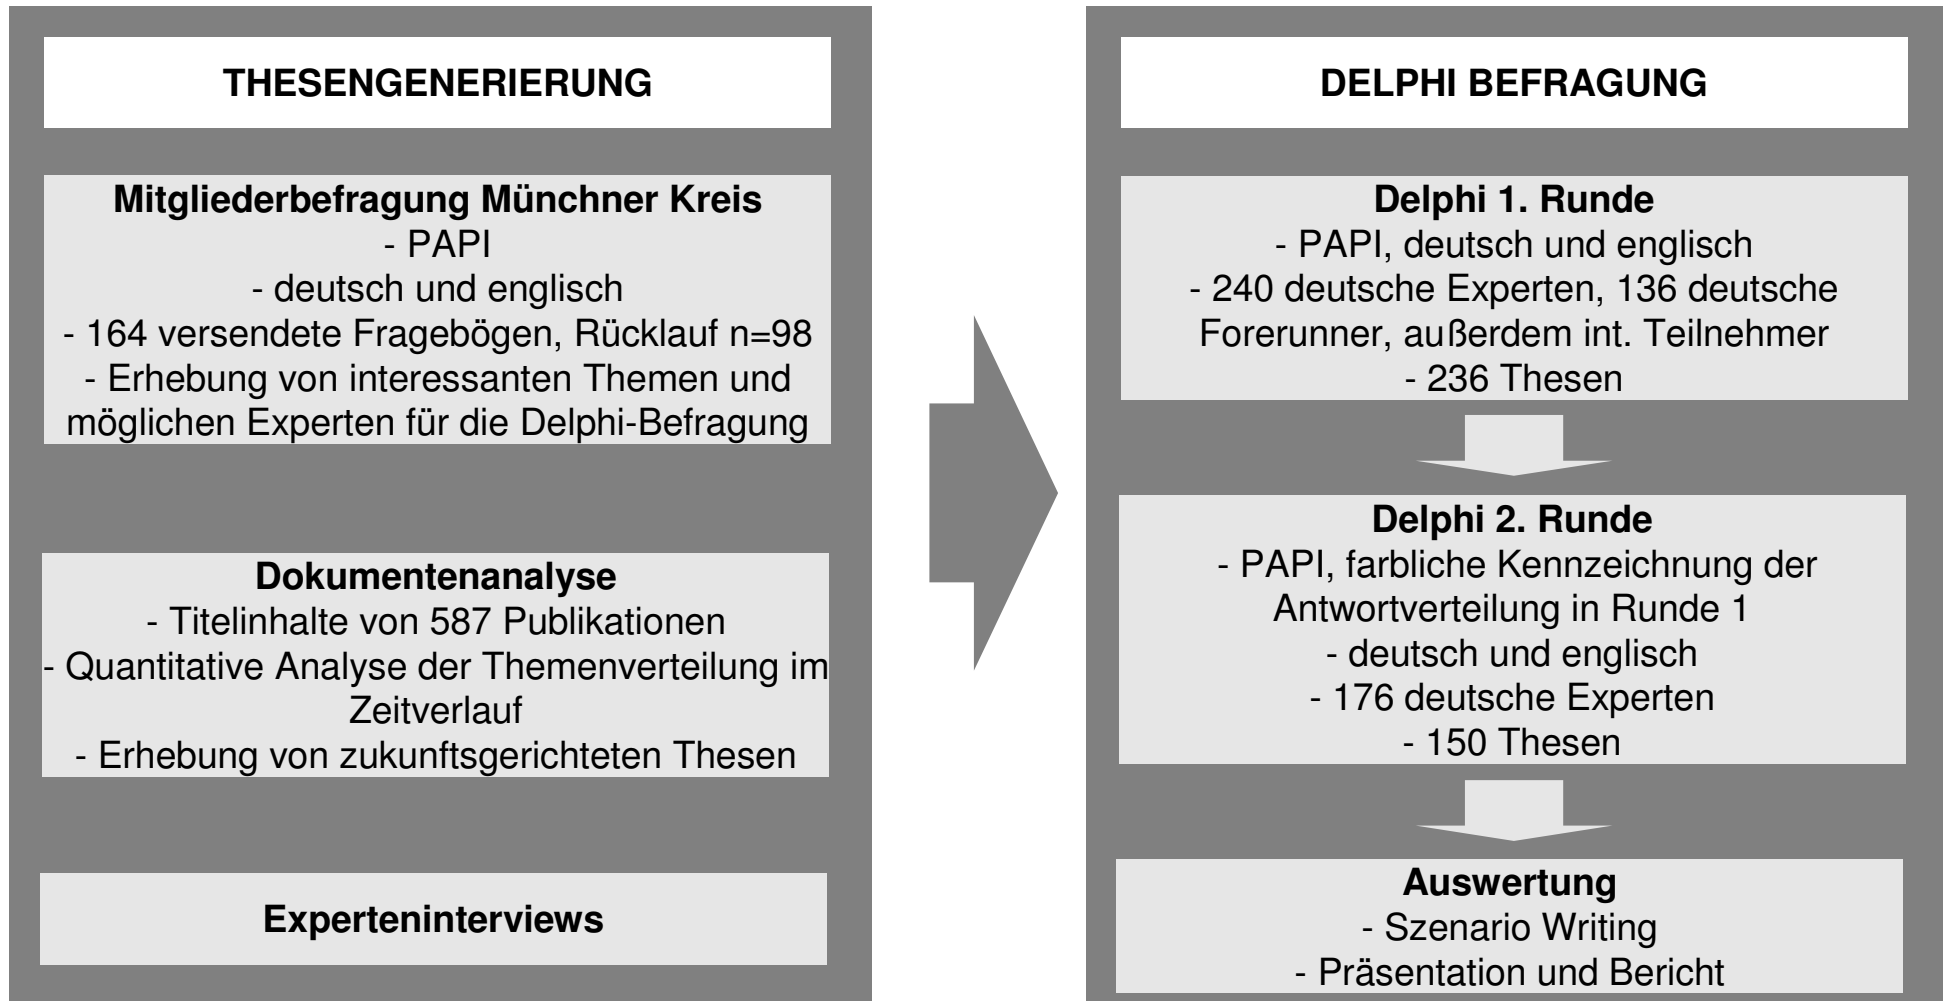 THESENGENERIERUNG
Mitgliederbefragung Münchner Kreis
- PAPI
- deutsch und englisch
- 164 versendete Fragebögen, Rücklauf n=98
- Erhebung von interessanten Themen und
möglichen Experten für die Delphi-Befragung
Dokumentenanalyse
- Titelinhalte von 587 Publikationen
- Quantitative Analyse der Themenverteilung im
Zeitverlauf
- Erhebung von zukunftsgerichteten Thesen
Experteninterviews
DELPHI BEFRAGUNG
Delphi 1. Runde
- PAPI, deutsch und englisch
- 240 deutsche Experten, 136 deutsche
Forerunner, außerdem int. Teilnehmer
- 236 Thesen
Delphi 2. Runde
- PAPI, farbliche Kennzeichnung der
Antwortverteilung in Runde 1
- deutsch und englisch
- 176 deutsche Experten
- 150 Thesen
Auswertung
- Szenario Writing
- Präsentation und Bericht